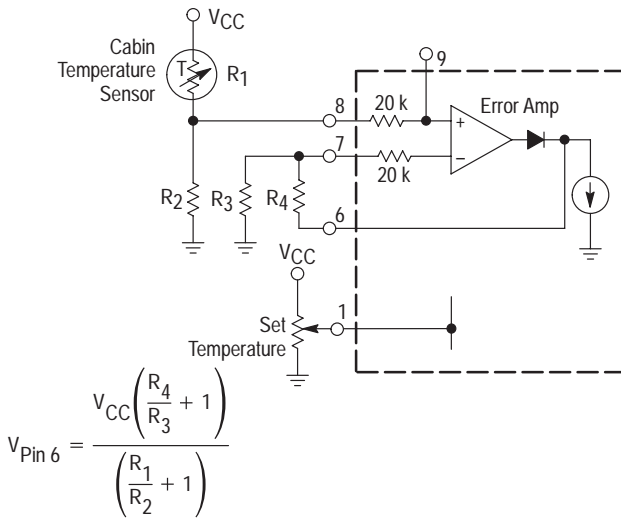 V_CC
Cabin
Temperature
Sensor
T
R_1
9
8
20 k
Error Amp
+
7
20 k
−
R_2
R_3
R_4
6
V_CC
1
Set
Temperature
V_Pin 6 = V_CC(R_4/R_3 + 1) / (R_1/R_2 + 1)